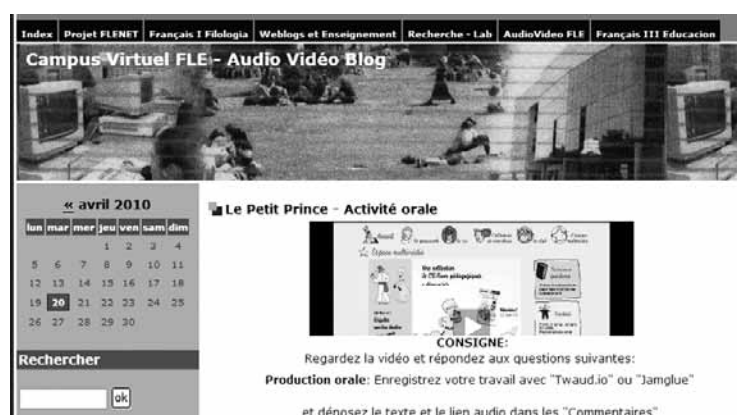 Index Projet FLENET Français I Filologia Weblogs et Enseignement Recherche - Lab AudioVideo FLE Français III Educacion
Campus Virtuel FLE - Audio Vidéo Blog
« avril 2010
lun mar mer jeu ven sam dim
1 2 3 4
5 6 7 8 9 10 11
12 13 14 15 16 17 18
19 20 21 22 23 24 25
26 27 28 29 30
Rechercher
ok
Le Petit Prince - Activité orale
Accueil
Espace multimédia
CONSIGNE:
Regardez la vidéo et répondez aux questions suivantes:
Production orale: Enregistrez votre travail avec "Twaud.io" ou "Jamglue"
et déposez le texte et le lien audio dans les "Commentaires"